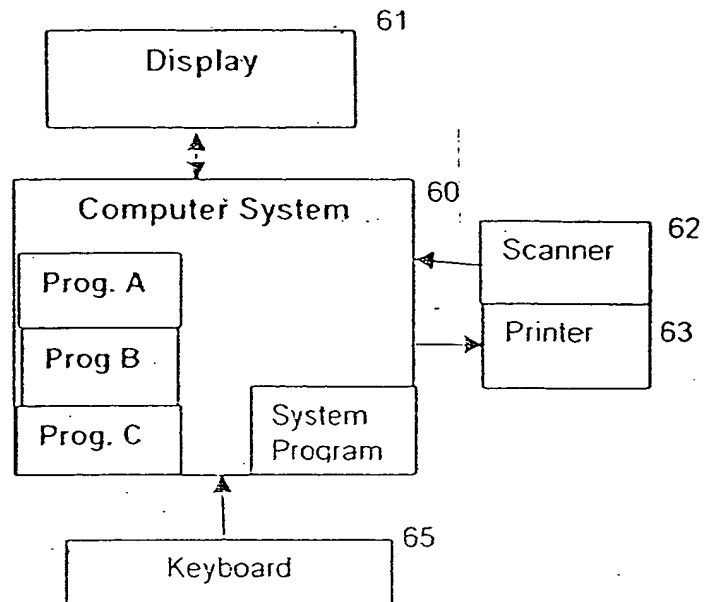 61
Display
60
Computer System
62
Scanner
Prog. A
Printer
63
Prog B
System
Program
Prog. C
65
Keyboard